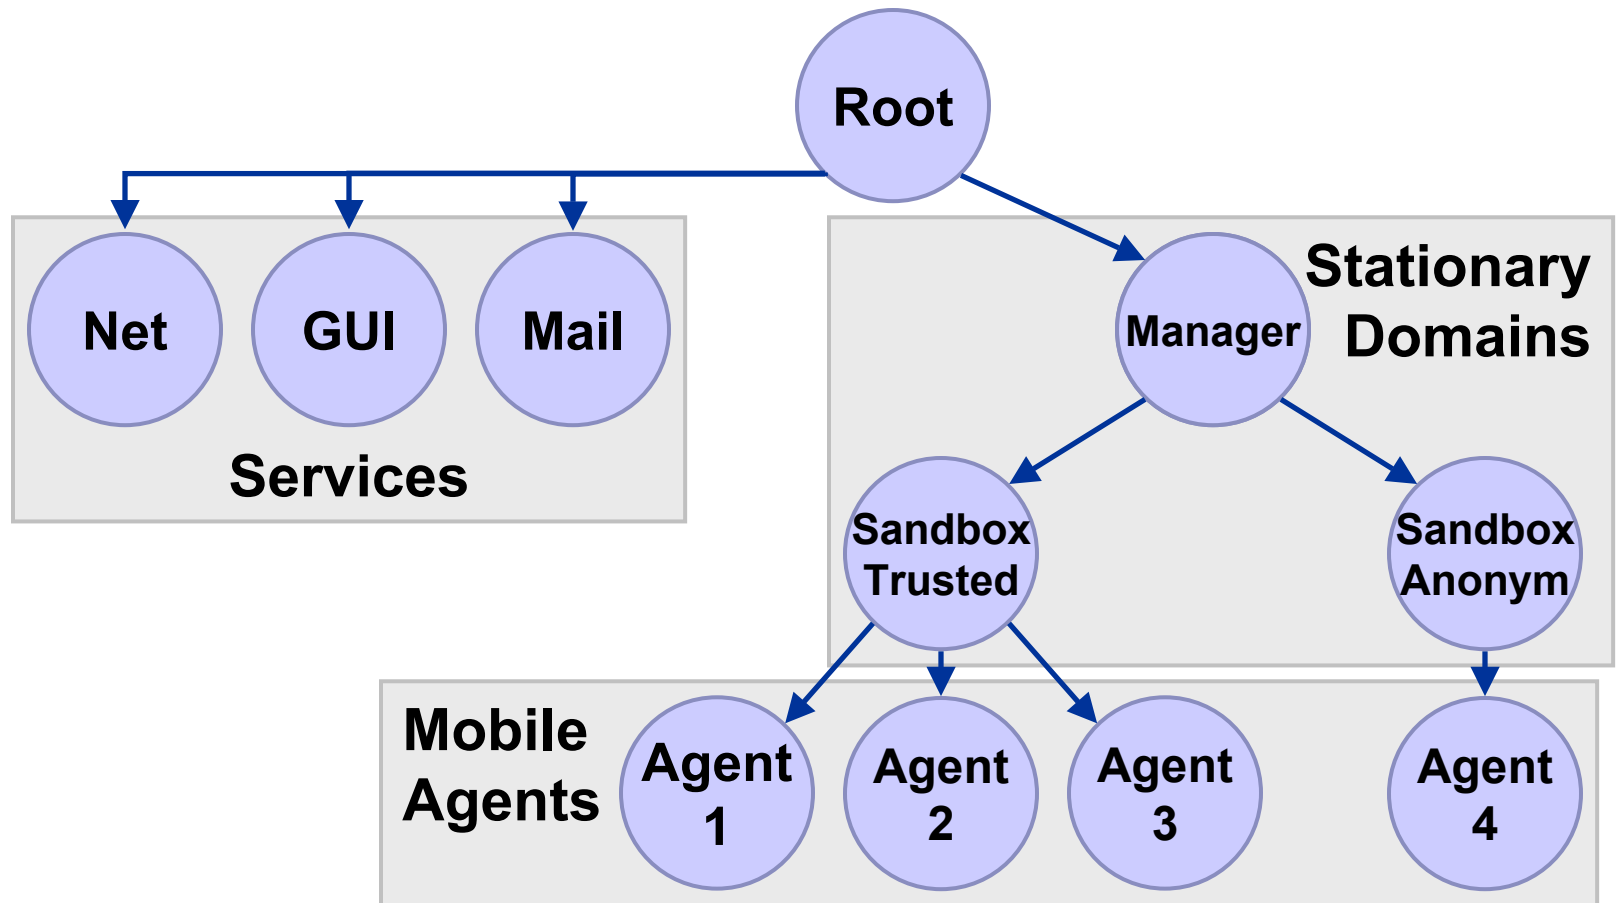 Root
Net
GUI
Mail
Services
Stationary
Domains
Manager
Sandbox
Trusted
Sandbox
Anonym
Mobile
Agents
Agent
1
Agent
2
Agent
3
Agent
4